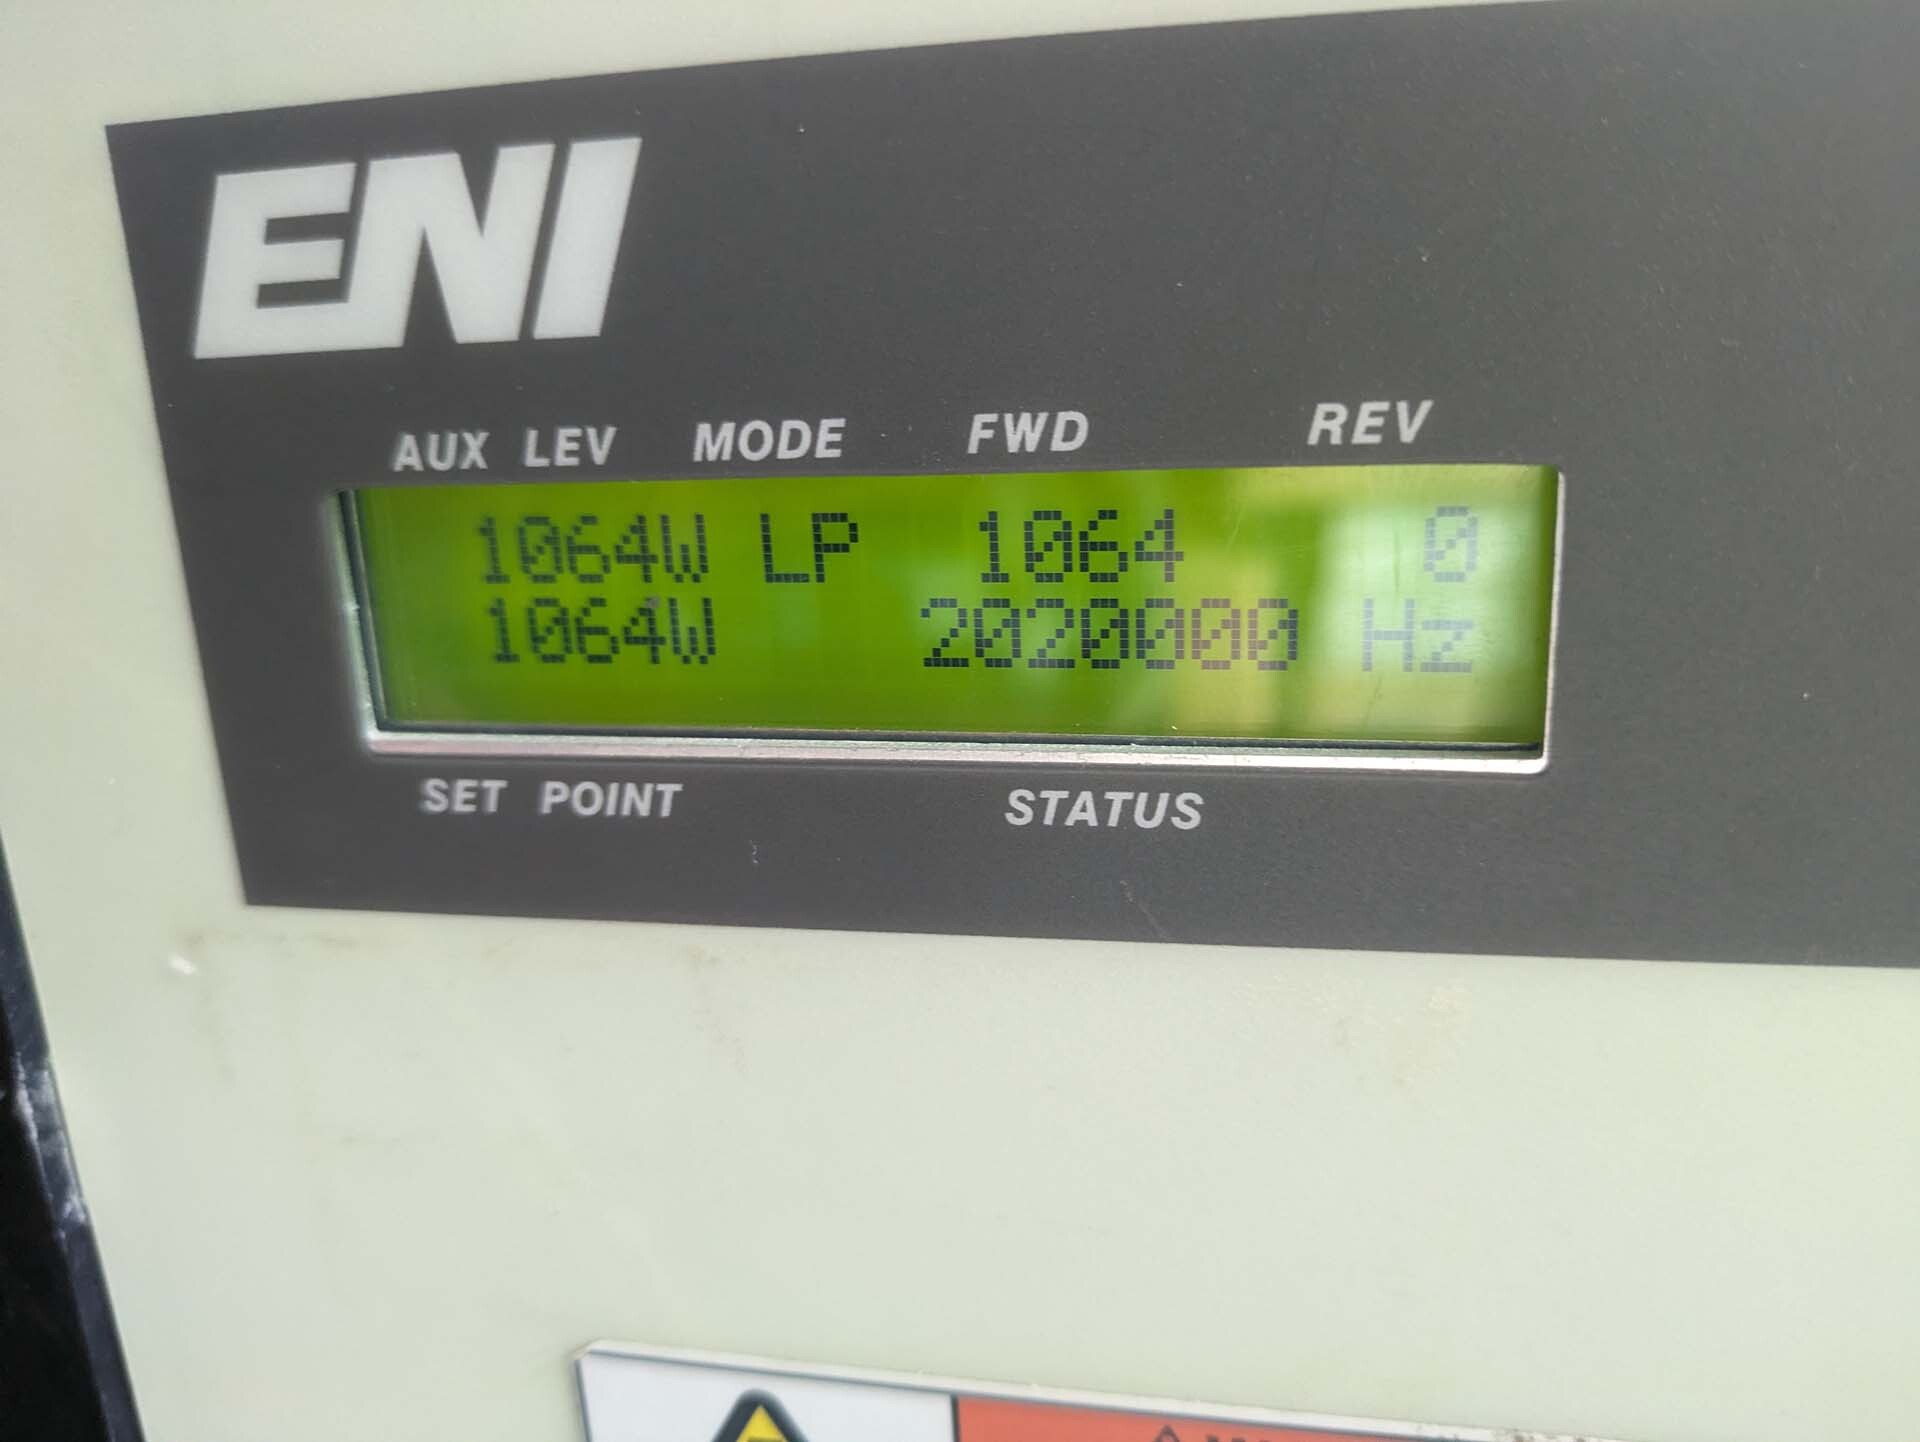 ENI
AUX LEV MODE FWD REV
1064W LP 1064 0
1064W 2020000 Hz
SET POINT STATUS